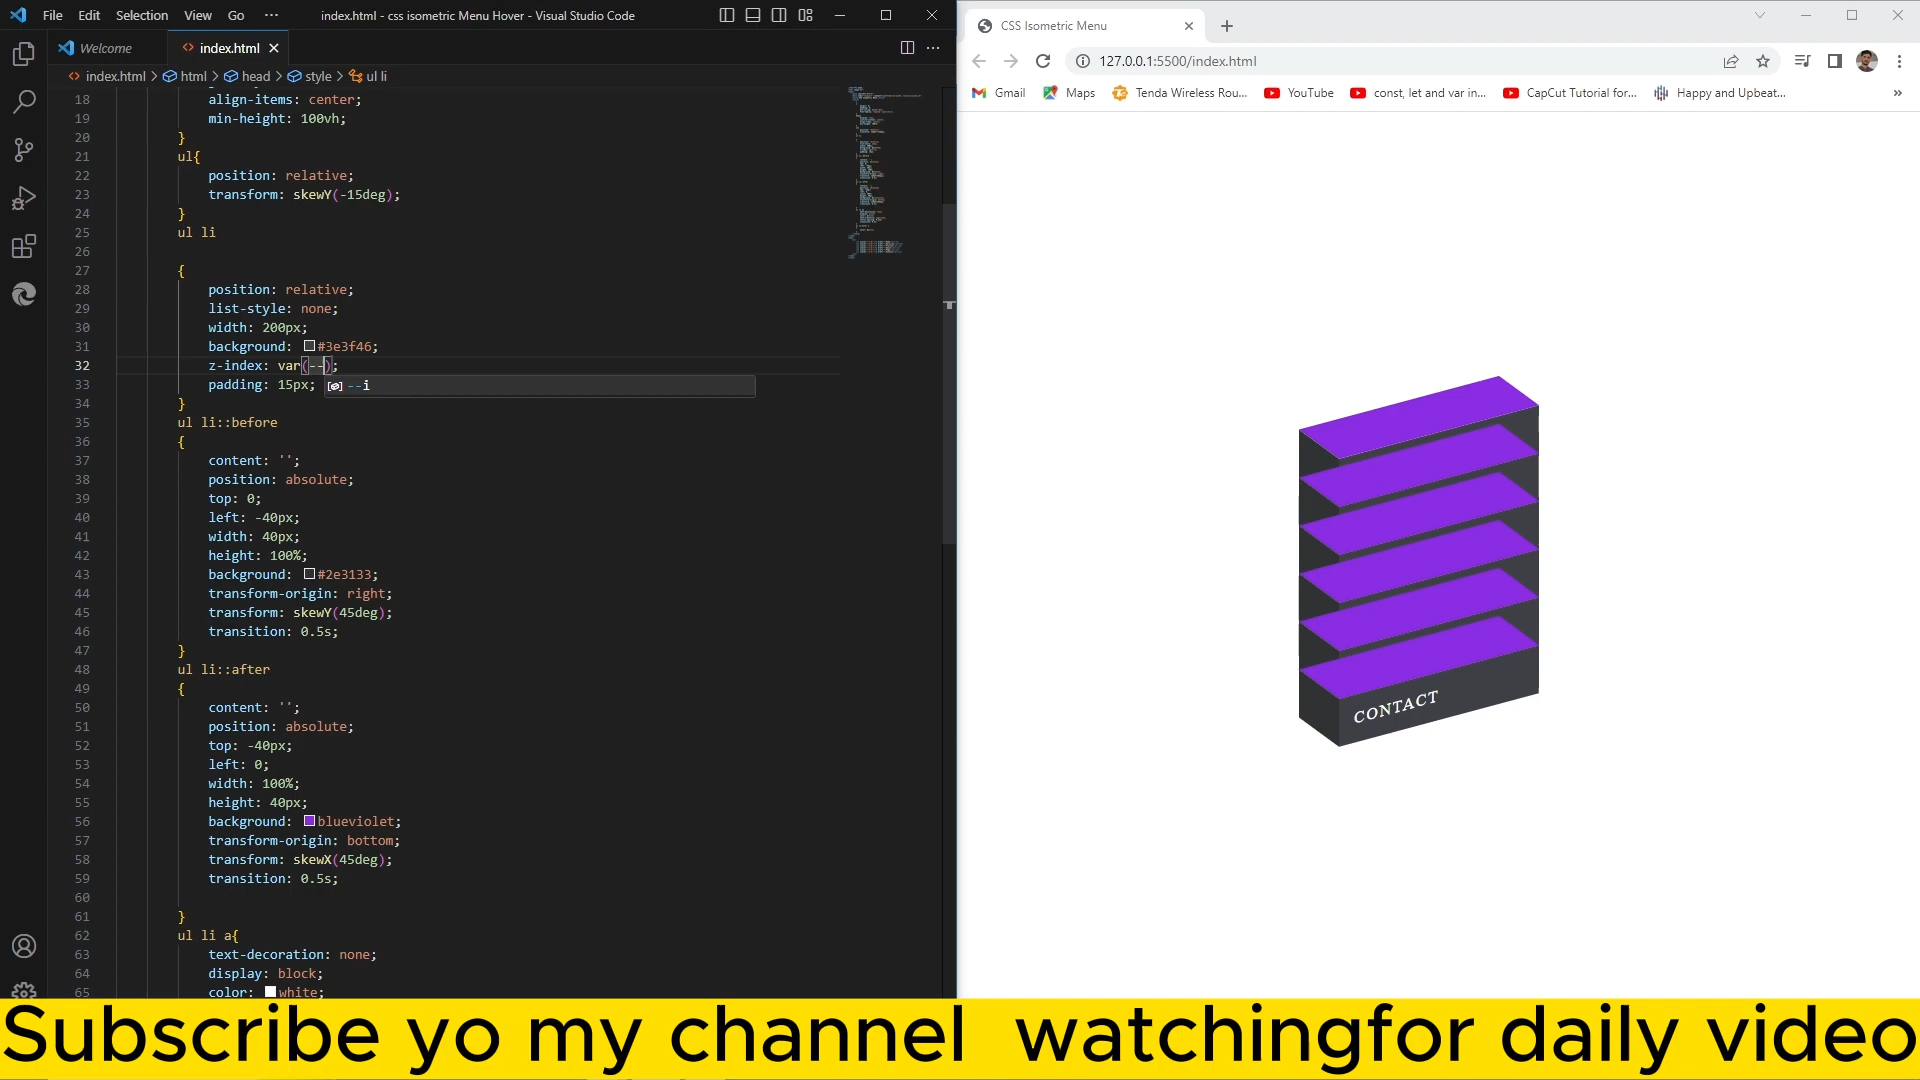 File Edit Selection View Go ··· index.html - css isometric Menu Hover - Visual Studio Code
Welcome index.html
index.html > html > head > style > ul li
18 align-items: center;
19 min-height: 100vh;
20 }
21 ul{
22 position: relative;
23 transform: skewY(-15deg);
24 }
25 ul li
26
27 {
28 position: relative;
29 list-style: none;
30 width: 200px;
31 background: #3e3f46;
32 z-index: var(--);
33 padding: 15px;
--i
34 }
35 ul li::before
36 {
37 content: '';
38 position: absolute;
39 top: 0;
40 left: -40px;
41 width: 40px;
42 height: 100%;
43 background: #2e3133;
44 transform-origin: right;
45 transform: skewY(45deg);
46 transition: 0.5s;
47 }
48 ul li::after
49 {
50 content: '';
51 position: absolute;
52 top: -40px;
53 left: 0;
54 width: 100%;
55 height: 40px;
56 background: blueviolet;
57 transform-origin: bottom;
58 transform: skewX(45deg);
59 transition: 0.5s;
60
61 }
62 ul li a{
63 text-decoration: none;
64 display: block;
65 color: white;
CSS Isometric Menu
127.0.0.1:5500/index.html
Gmail Maps Tenda Wireless Rou... YouTube const, let and var in... CapCut Tutorial for... Happy and Upbeat... »
CONTACT
Subscribe yo my channel watchingfor daily video